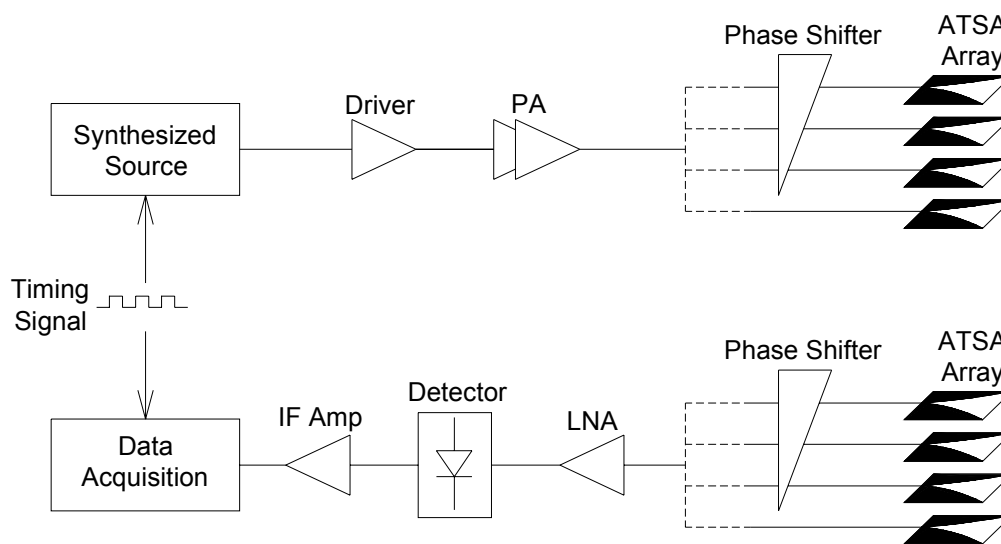 Phase Shifter
ATSA
Array
Driver
PA
Synthesized
Source
Timing
Signal
Phase Shifter
ATSA
Array
Detector
IF Amp
LNA
Data
Acquisition